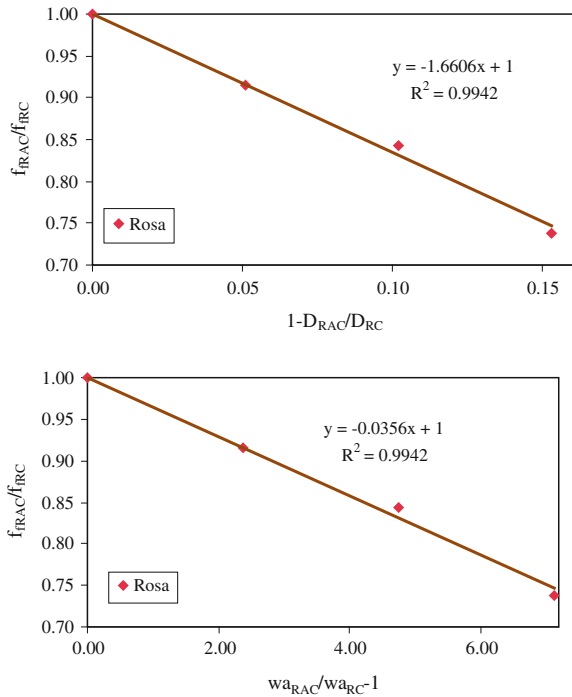 1.00
0.95
0.90
0.85
0.80
0.75
0.70
f_fRAC/f_fRC
y = -1.6606x + 1
R² = 0.9942
Rosa
0.00 0.05 0.10 0.15
1-D_RAC/D_RC
1.00
0.95
0.90
0.85
0.80
0.75
0.70
f_fRAC/f_fRC
y = -0.0356x + 1
R² = 0.9942
Rosa
0.00 2.00 4.00 6.00
wa_RAC/wa_RC-1